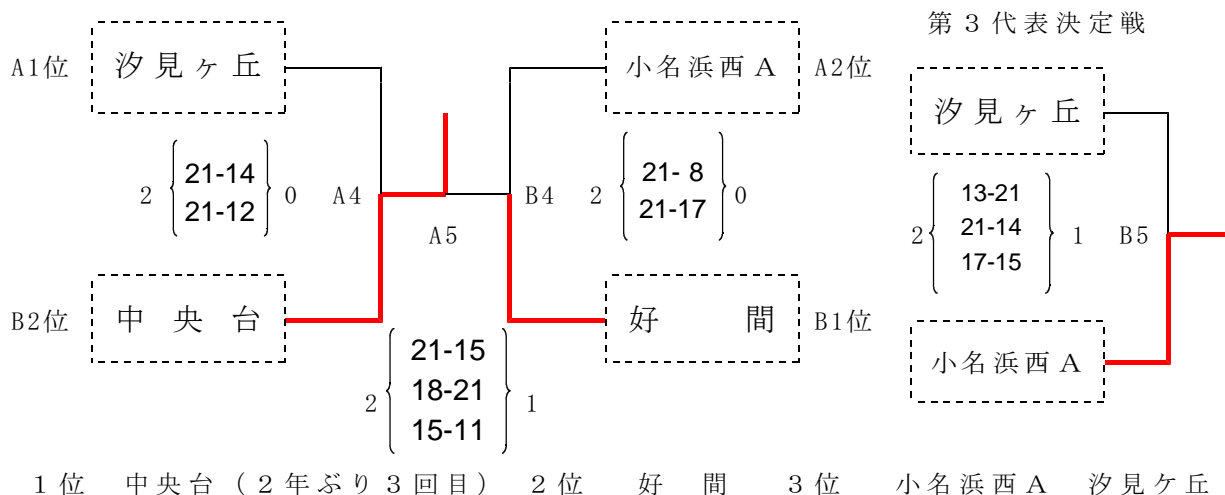 第3代表決定戦
A1位 汐見ヶ丘 小名浜西A A2位
汐見ヶ丘
2 21-14 0 A4 B4 2 21- 8 0
21-12 21-17
A5
13-21
2 21-14 1 B5
17-15
B2位 中央台 好間 B1位
21-15
2 18-21 1
15-11
小名浜西A
1位 中央台(2年ぶり3回目) 2位 好間 3位 小名浜西A 汐見ケ丘